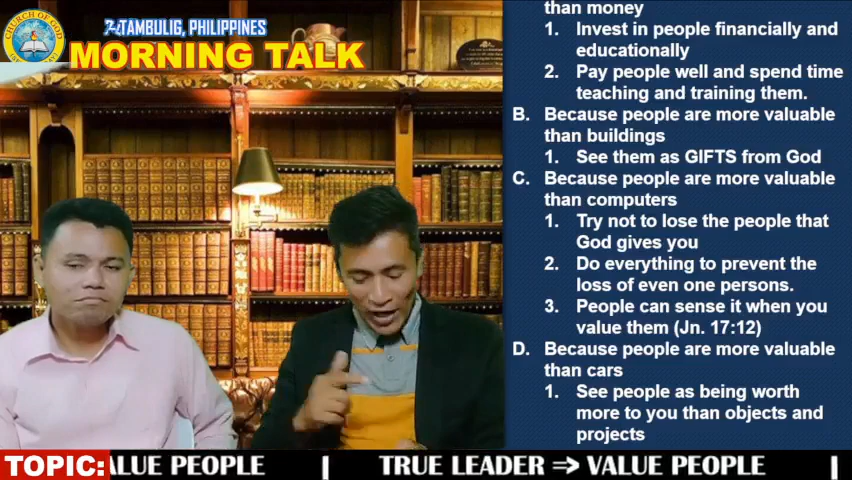 CHURCH OF GOD
TAMBULIG, PHILIPPINES
MORNING TALK
than money
1. Invest in people financially and
educationally
2. Pay people well and spend time
teaching and training them.
B. Because people are more valuable
than buildings
1. See them as GIFTS from God
C. Because people are more valuable
than computers
1. Try not to lose the people that
God gives you
2. Do everything to prevent the
loss of even one persons.
3. People can sense it when you
value them (Jn. 17:12)
D. Because people are more valuable
than cars
1. See people as being worth
more to you than objects and
projects
TOPIC: ALUE PEOPLE | TRUE LEADER => VALUE PEOPLE |